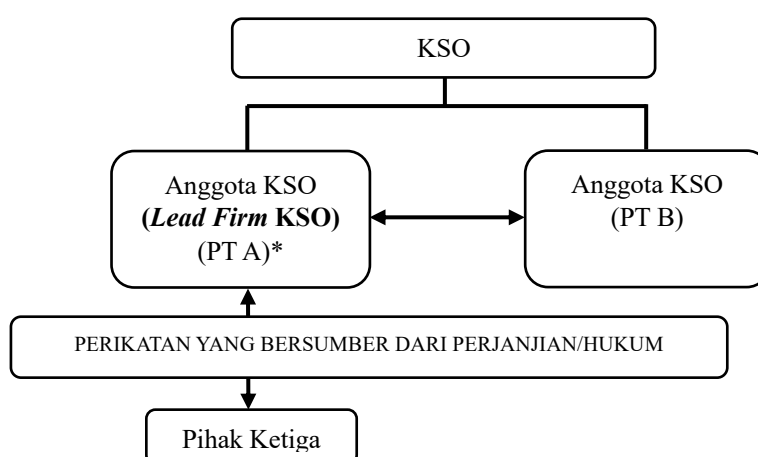 KSO
Anggota KSO
(Lead Firm KSO)
(PT A)*
Anggota KSO
(PT B)
PERIKATAN YANG BERSUMBER DARI PERJANJIAN/HUKUM
Pihak Ketiga